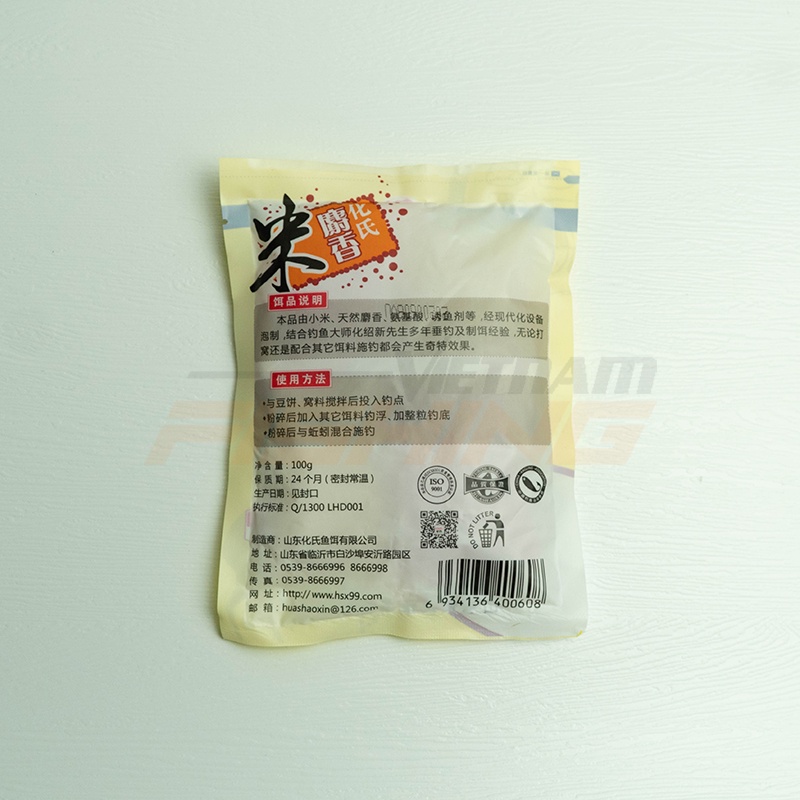 化氏
麝香
米
饵品说明
本品由小米、天然麝香、氨基酸、诱鱼剂等,经现代化设备
泡制,结合钓鱼大师化绍新先生多年垂钓及制饵经验,无论打
窝还是配合其它饵料施钓都会产生奇特效果。
使用方法
•与豆饼、窝料搅拌后投入钓点
•粉碎后加入其它饵料钓浮、加整粒钓底
•粉碎后与蚯蚓混合施钓
VIETNAM
FISHING
净含量:100g
保质期:24个月(密封常温)
生产日期:见封口
执行标准:Q/1300 LHD001
ISO
9001
品质保证
DO NOT LITTER
制造商:山东化氏鱼饵有限公司
地址:山东省临沂市白沙埠安沂路园区
电话:0539-8666996 8666998
传真:0539-8666997
网址:http://www.hsx99.com
邮箱:huashaoxin@126.com
6 934136 400608